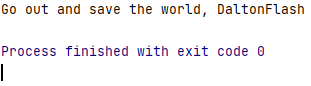 Go out and save the world, DaltonFlash
Process finished with exit code 0